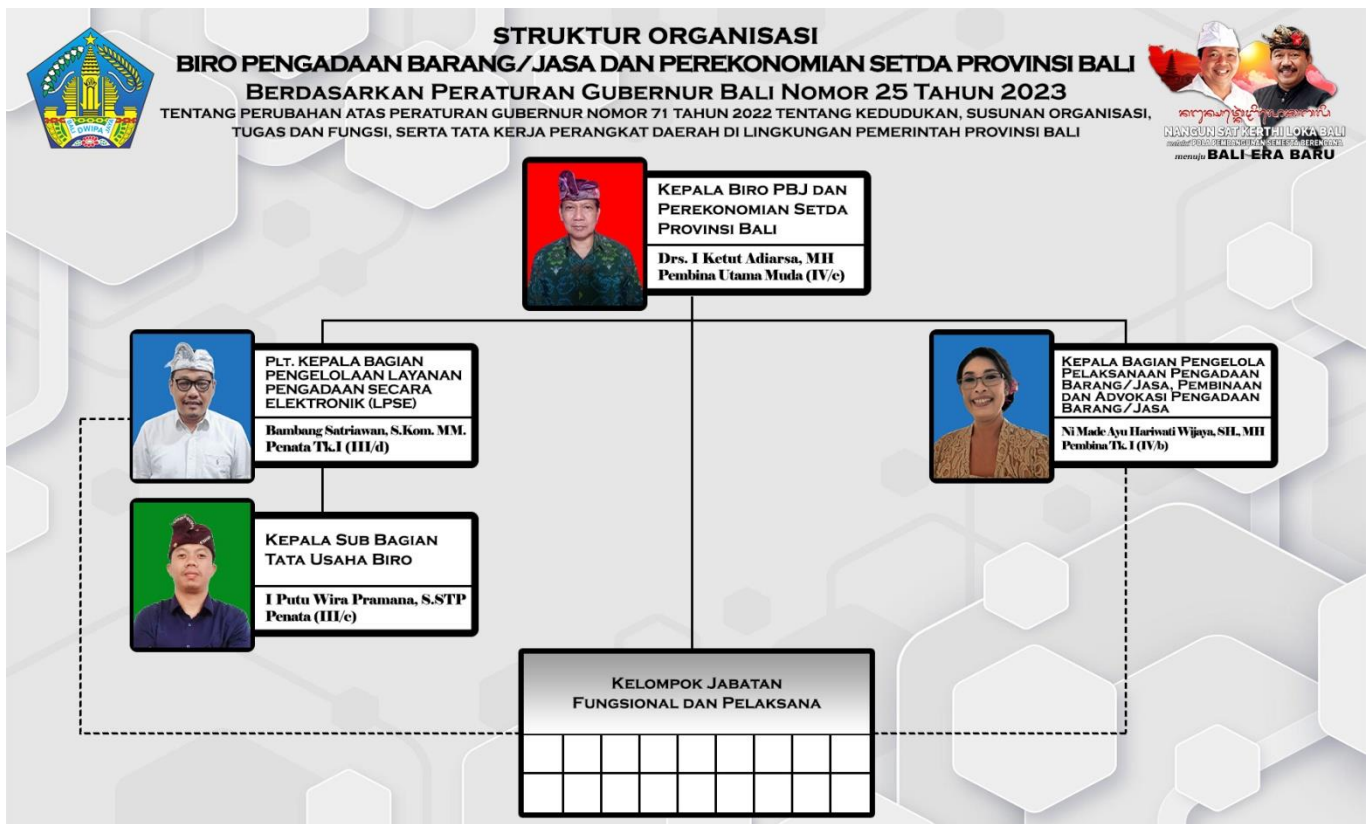 STRUKTUR ORGANISASI
BIRO PENGADAAN BARANG/JASA DAN PEREKONOMIAN SETDA PROVINSI BALI
BERDASARKAN PERATURAN GUBERNUR BALI NOMOR 25 TAHUN 2023
TENTANG PERUBAHAN ATAS PERATURAN GUBERNUR NOMOR 71 TAHUN 2022 TENTANG KEDUDUKAN, SUSUNAN ORGANISASI,
TUGAS DAN FUNGSI, SERTA TATA KERJA PERANGKAT DAERAH DI LINGKUNGAN PEMERINTAH PROVINSI BALI
DWIPA
NANGUN SAT KERTHI LOKA BALI
melalui POLA PEMBANGUNAN SEMESTA BERENCANA
menuju BALI ERA BARU
KEPALA BIRO PBJ DAN
PEREKONOMIAN SETDA
PROVINSI BALI
Drs. I Ketut Adiarsa, MH
Pembina Utama Muda (IV/c)
PLT. KEPALA BAGIAN
PENGELOLAAN LAYANAN
PENGADAAN SECARA
ELEKTRONIK (LPSE)
Bambang Satriawan, S.Kom. MM.
Penata Tk.I (III/d)
KEPALA BAGIAN PENGELOLA
PELAKSANAAN PENGADAAN
BARANG/JASA, PEMBINAAN
DAN ADVOKASI PENGADAAN
BARANG/JASA
Ni Made Ayu Hariwati Wijaya, SH., MH
Pembina Tk. I (IV/b)
KEPALA SUB BAGIAN
TATA USAHA BIRO
I Putu Wira Pramana, S.STP
Penata (III/c)
KELOMPOK JABATAN
FUNGSIONAL DAN PELAKSANA